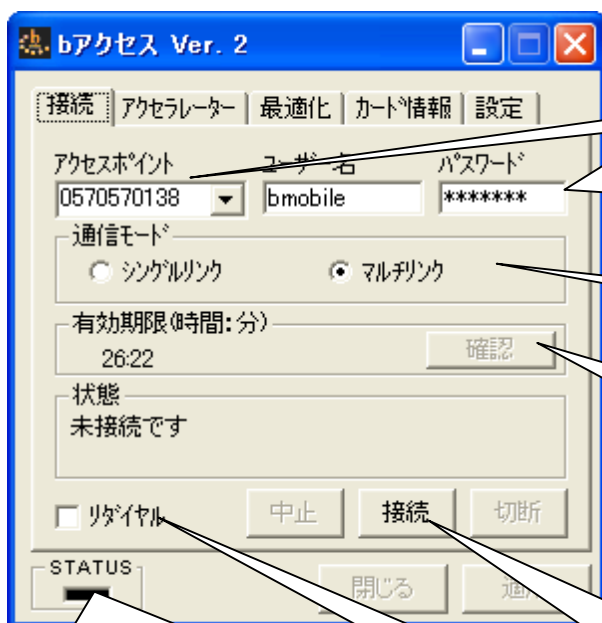 bアクセス Ver. 2
接続 アクセラレーター 最適化 カード情報 設定
アクセスポイント ユーザー名 パスワード
0570570138 bmobile *******
通信モード
シングルリンク マルチリンク
有効期限(時間:分)
26:22 確認
状態
未接続です
リダイヤル 中止 接続 切断
STATUS
閉じる